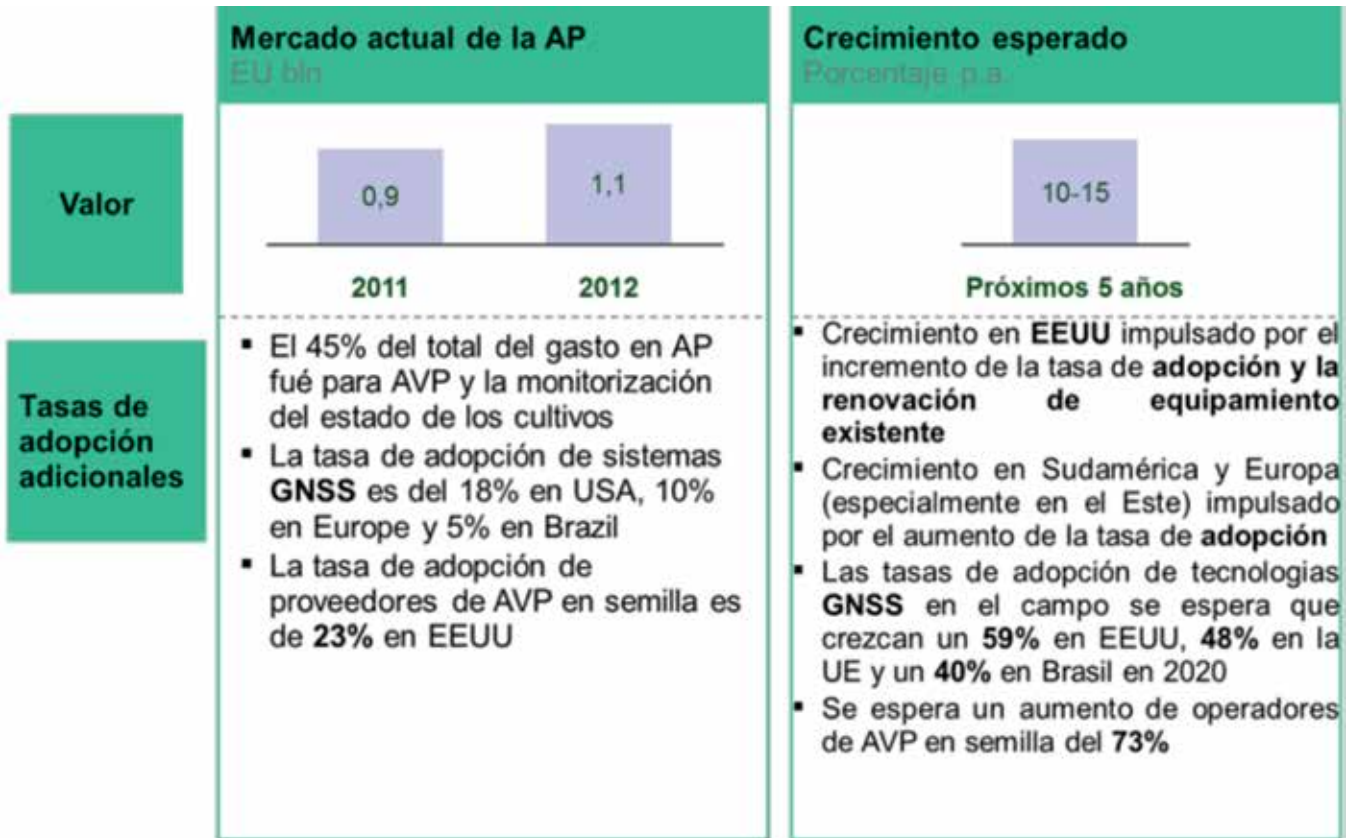 Mercado actual de la AP
EU bln
Crecimiento esperado
Porcentaje p.a.
Valor
0,9
1,1
2011
2012
10-15
Próximos 5 años
Tasas de
adopción
adicionales
▪ El 45% del total del gasto en AP
fué para AVP y la monitorización
del estado de los cultivos
▪ La tasa de adopción de sistemas
GNSS es del 18% en USA, 10%
en Europe y 5% en Brazil
▪ La tasa de adopción de
proveedores de AVP en semilla es
de 23% en EEUU
▪ Crecimiento en EEUU impulsado por el
incremento de la tasa de adopción y la
renovación de equipamiento
existente
▪ Crecimiento en Sudamérica y Europa
(especialmente en el Este) impulsado
por el aumento de la tasa de adopción
▪ Las tasas de adopción de tecnologias
GNSS en el campo se espera que
crezcan un 59% en EEUU, 48% en la
UE y un 40% en Brasil en 2020
▪ Se espera un aumento de operadores
de AVP en semilla del 73%